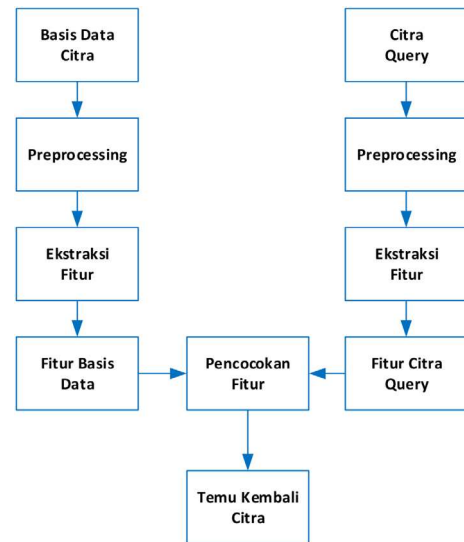 Basis Data
Citra
Citra
Query
Preprocessing
Preprocessing
Ekstraksi
Fitur
Ekstraksi
Fitur
Fitur Basis
Data
Pencocokan
Fitur
Fitur Citra
Query
Temu Kembali
Citra